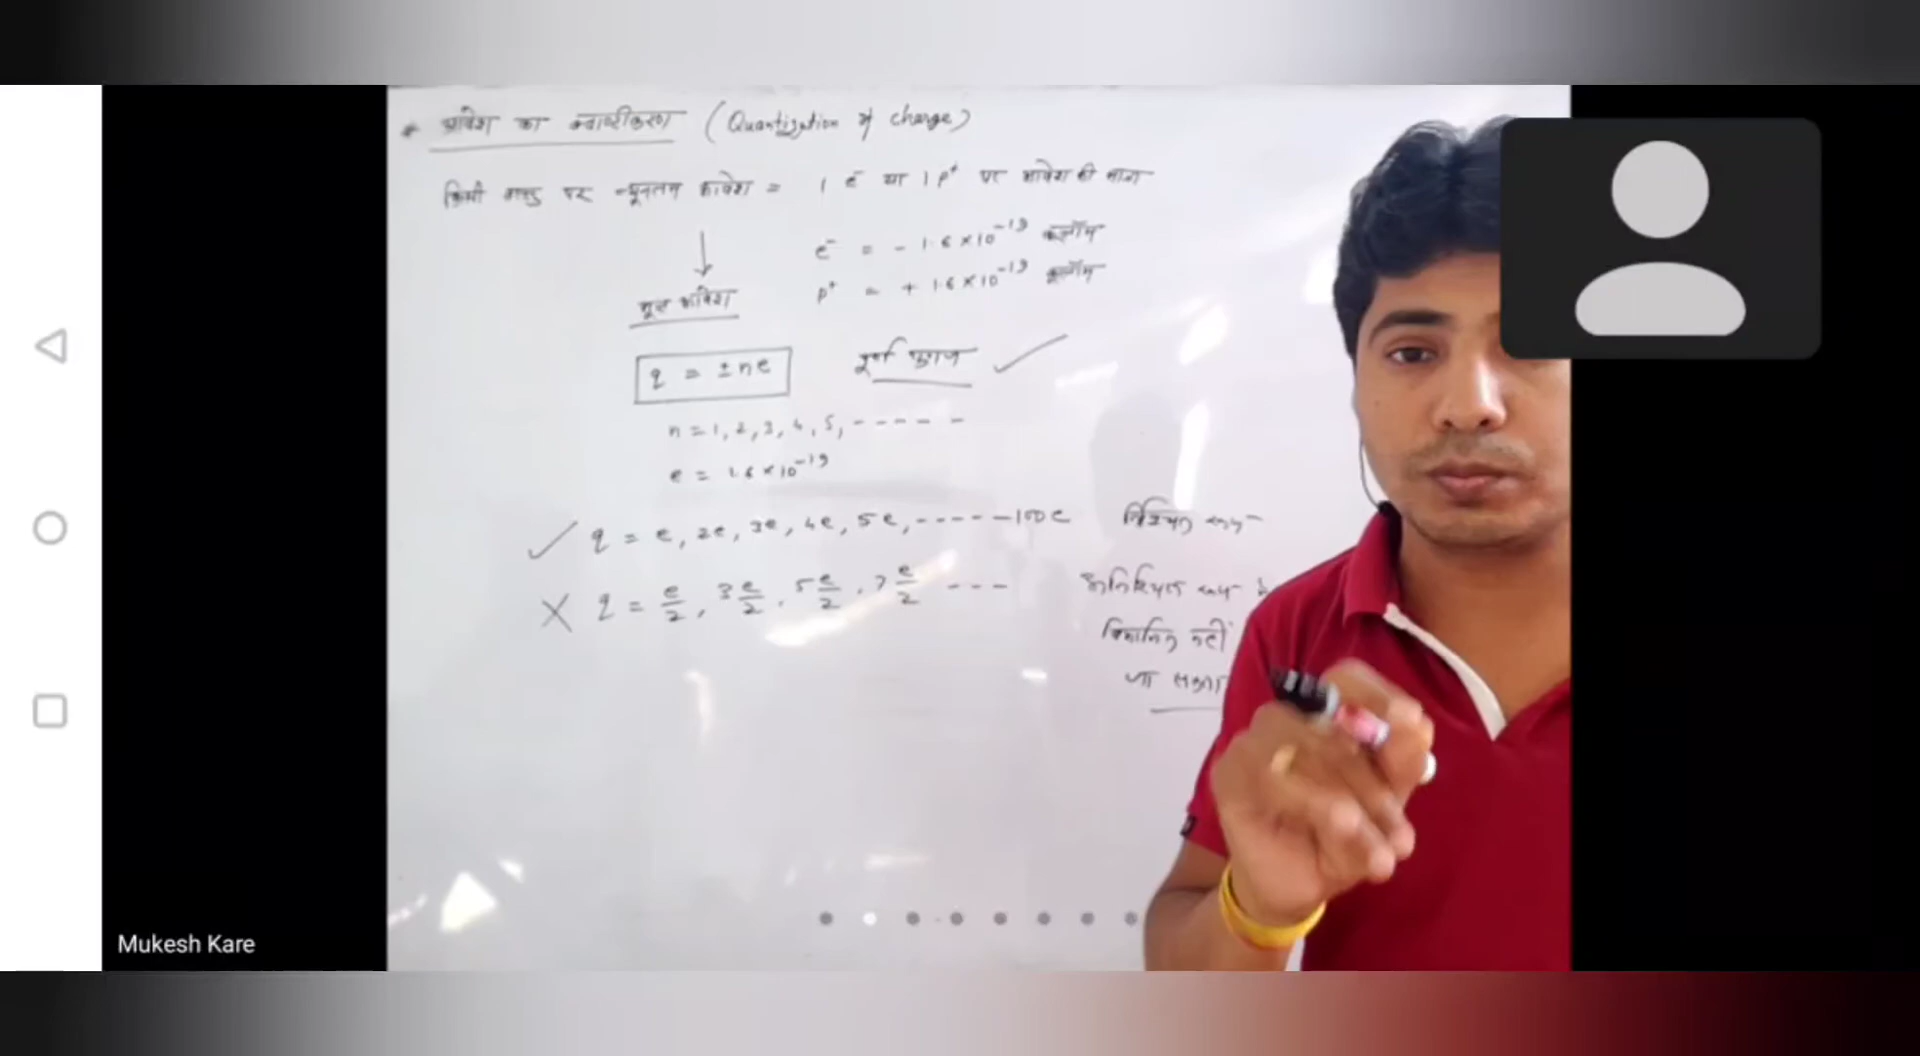 * आवेश का क्वाण्टीकरण (Quantization of charge)
किसी वस्तु पर न्यूनतम आवेश = 1 e⁻ या 1 p⁺ पर आवेश की मात्रा
↓
e⁻ = - 1.6 × 10⁻¹⁹ कूलॉम
मूल आवेश
p⁺ = + 1.6 × 10⁻¹⁹ कूलॉम
q = ±ne
पूर्ण गुणज ✓
n = 1, 2, 3, 4, 5, - - - - -
e = 1.6 × 10⁻¹⁹
✓ q = e, 2e, 3e, 4e, 5e, - - - - - 100e
निश्चित रूप
X q = e/2, 3e/2, 5e/2, 7e/2 - - -
अनिश्चित रूप में
विभाजित नहीं
जा सकता
Mukesh Kare